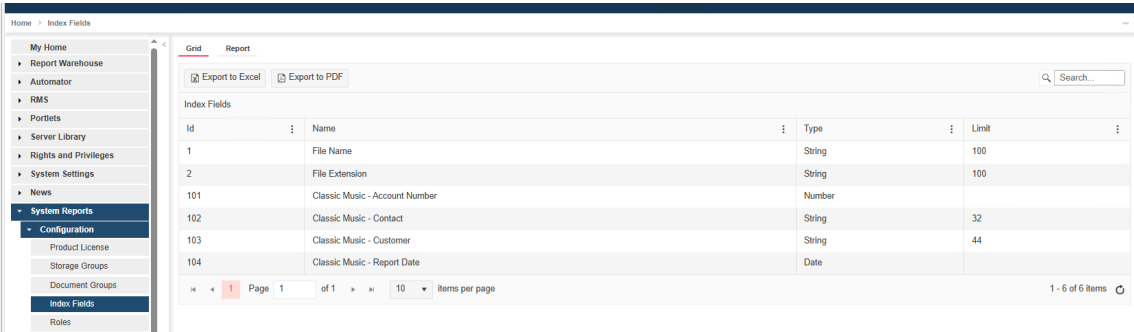 Home > Index Fields
My Home
Report Warehouse
Automator
RMS
Portlets
Server Library
Rights and Privileges
System Settings
News
System Reports
Configuration
Product License
Storage Groups
Document Groups
Index Fields
Roles
Grid Report
Export to Excel Export to PDF Search...
Index Fields
Id Name Type Limit
1 File Name String 100
2 File Extension String 100
101 Classic Music - Account Number Number
102 Classic Music - Contact String 32
103 Classic Music - Customer String 44
104 Classic Music - Report Date Date
1 Page 1 of 1 10 items per page 1 - 6 of 6 items